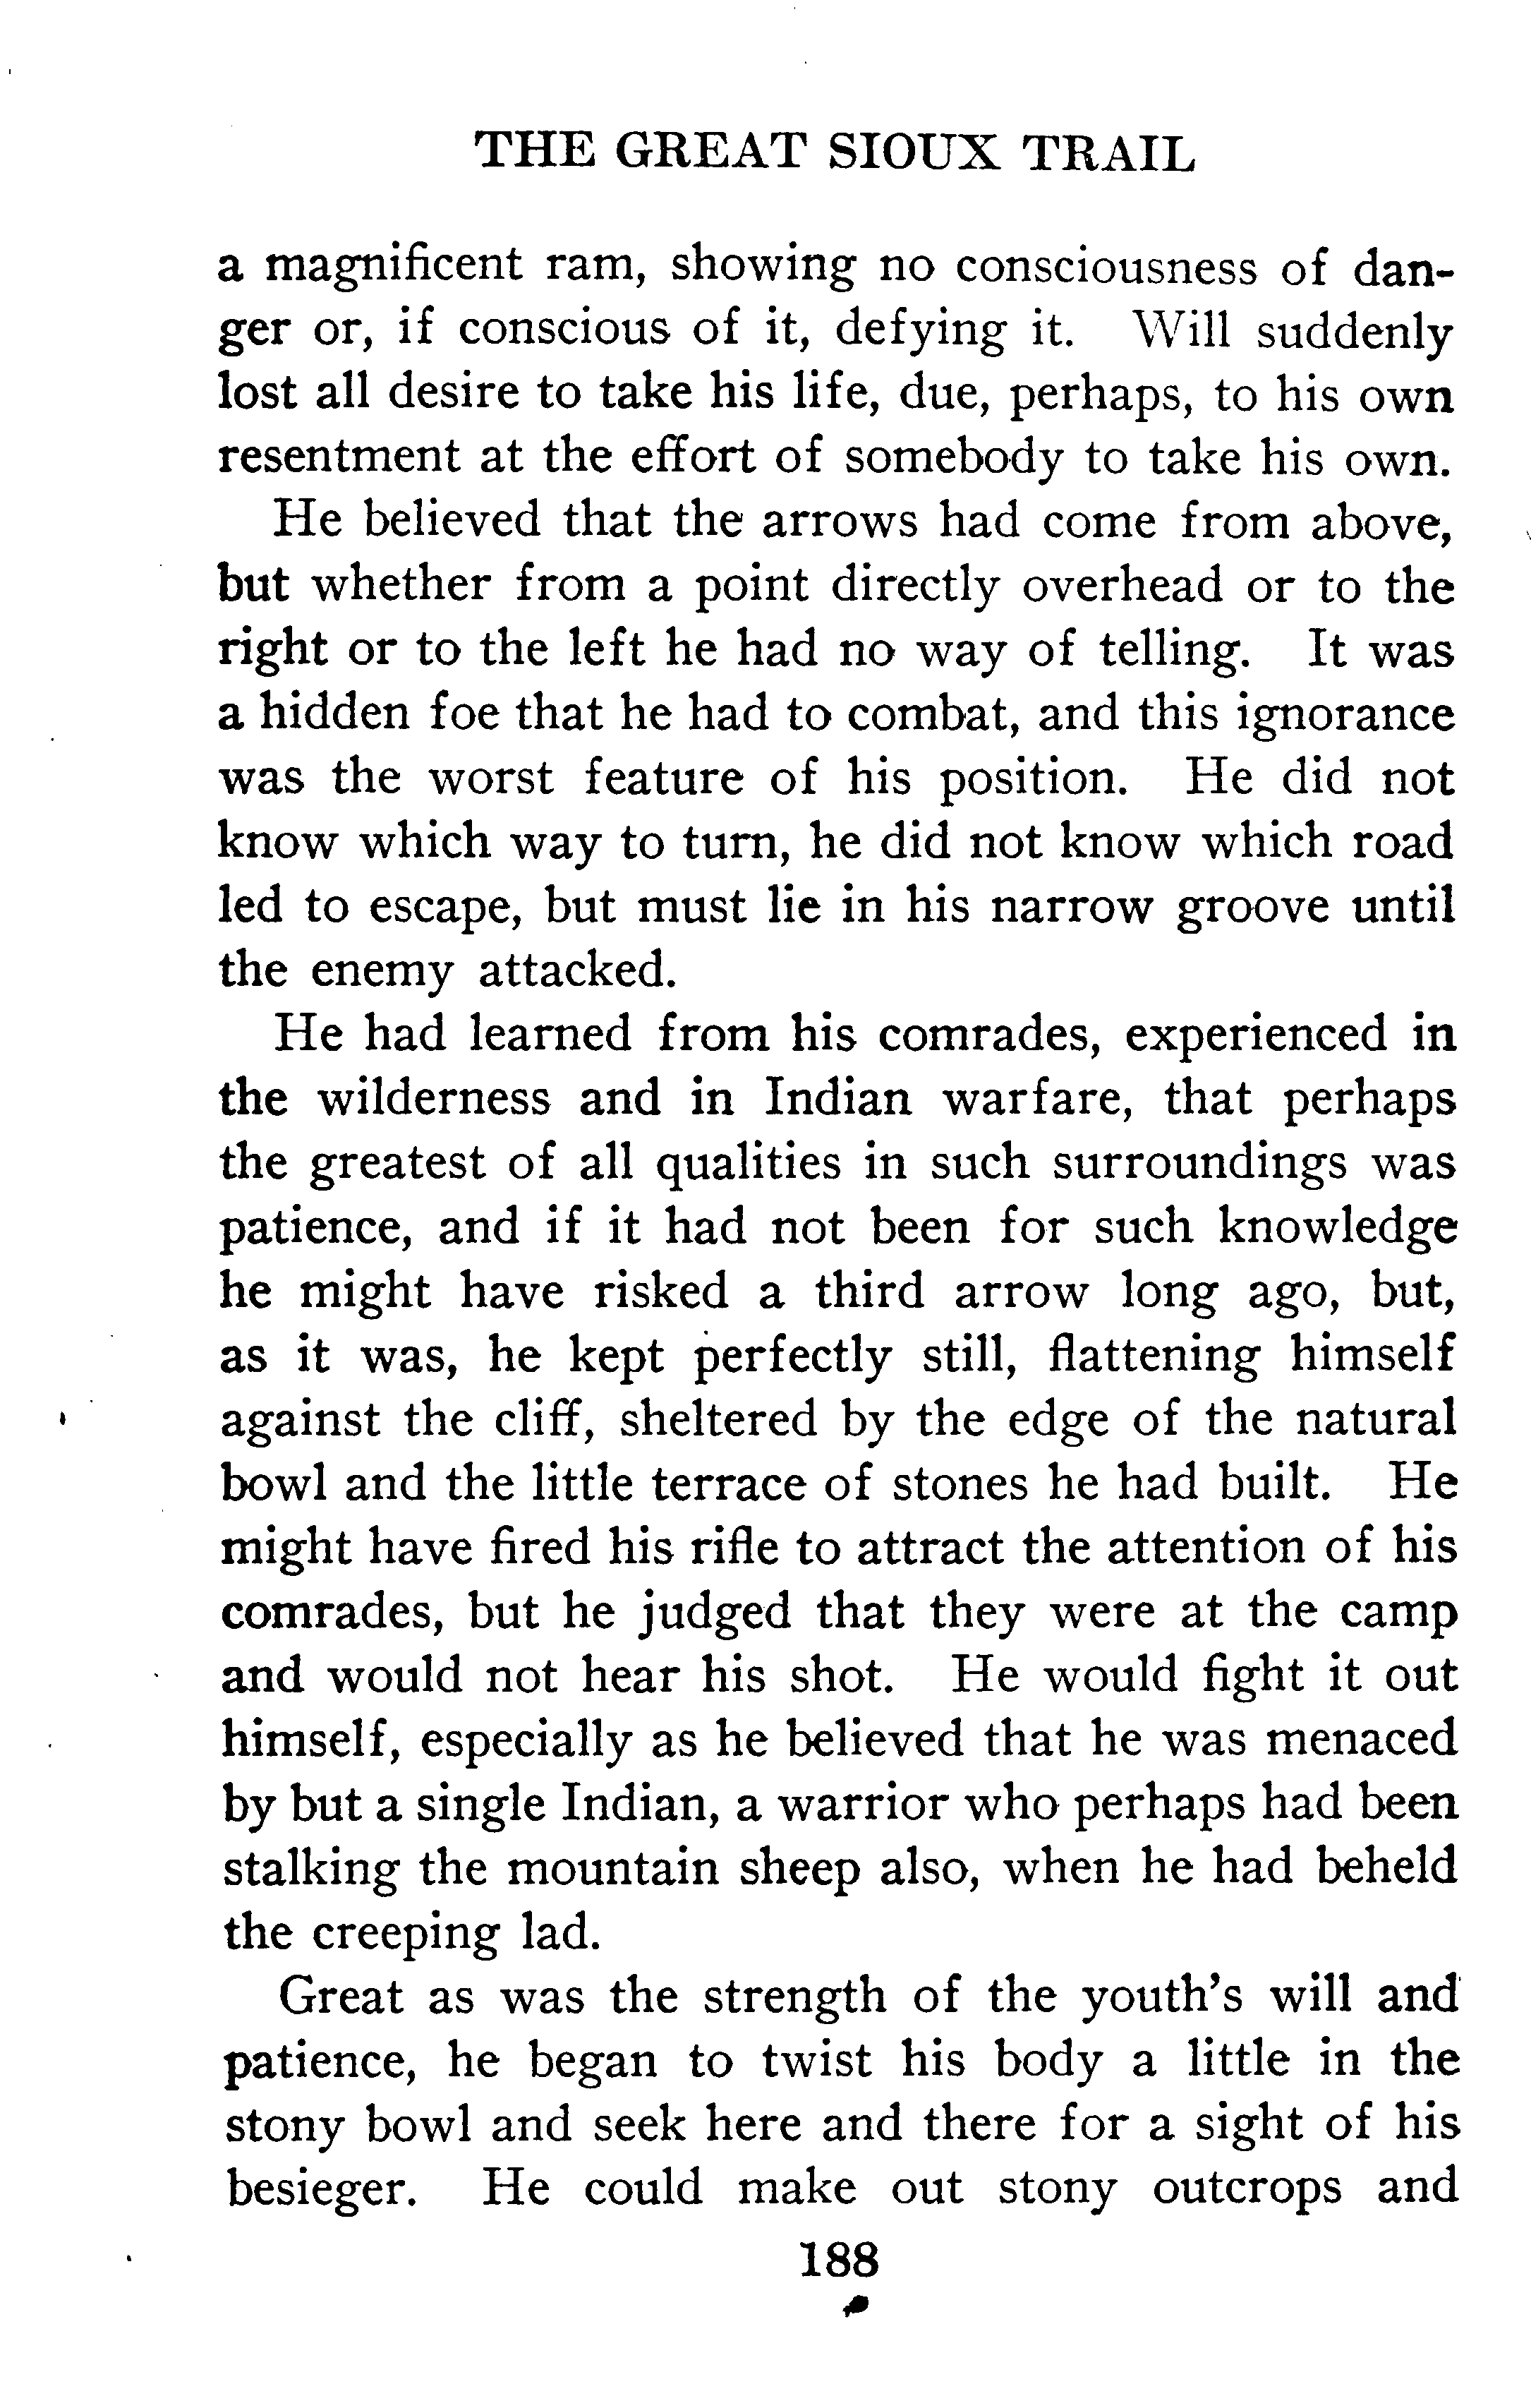 THE GREAT SIOUX TRAIL
a magnificent ram, showing no consciousness of dan-
ger or, if conscious of it, defying it. Will suddenly
lost all desire to take his life, due, perhaps, to his own
resentment at the effort of somebody to take his own.
He believed that the arrows had come from above,
but whether from a point directly overhead or to the
right or to the left he had no way of telling. It was
a hidden foe that he had to combat, and this ignorance
was the worst feature of his position. He did not
know which way to turn, he did not know which road
led to escape, but must lie in his narrow groove until
the enemy attacked.
He had learned from his comrades, experienced in
the wilderness and in Indian warfare, that perhaps
the greatest of all qualities in such surroundings was
patience, and if it had not been for such knowledge
he might have risked a third arrow long ago, but,
as it was, he kept perfectly still, flattening himself
against the cliff, sheltered by the edge of the natural
bowl and the little terrace of stones he had built. He
might have fired his rifle to attract the attention of his
comrades, but he judged that they were at the camp
and would not hear his shot. He would fight it out
himself, especially as he believed that he was menaced
by but a single Indian, a warrior who perhaps had been
stalking the mountain sheep also, when he had beheld
the creeping lad.
Great as was the strength of the youth's will and
patience, he began to twist his body a little in the
stony bowl and seek here and there for a sight of his
besieger. He could make out stony outcrops and
188